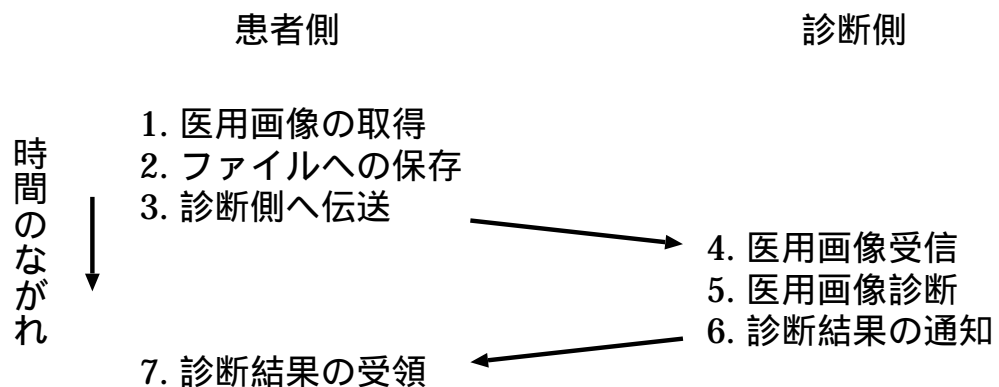 患者側
診断側
時間のながれ
1. 医用画像の取得
2. ファイルへの保存
3. 診断側へ伝送
4. 医用画像受信
5. 医用画像診断
6. 診断結果の通知
7. 診断結果の受領